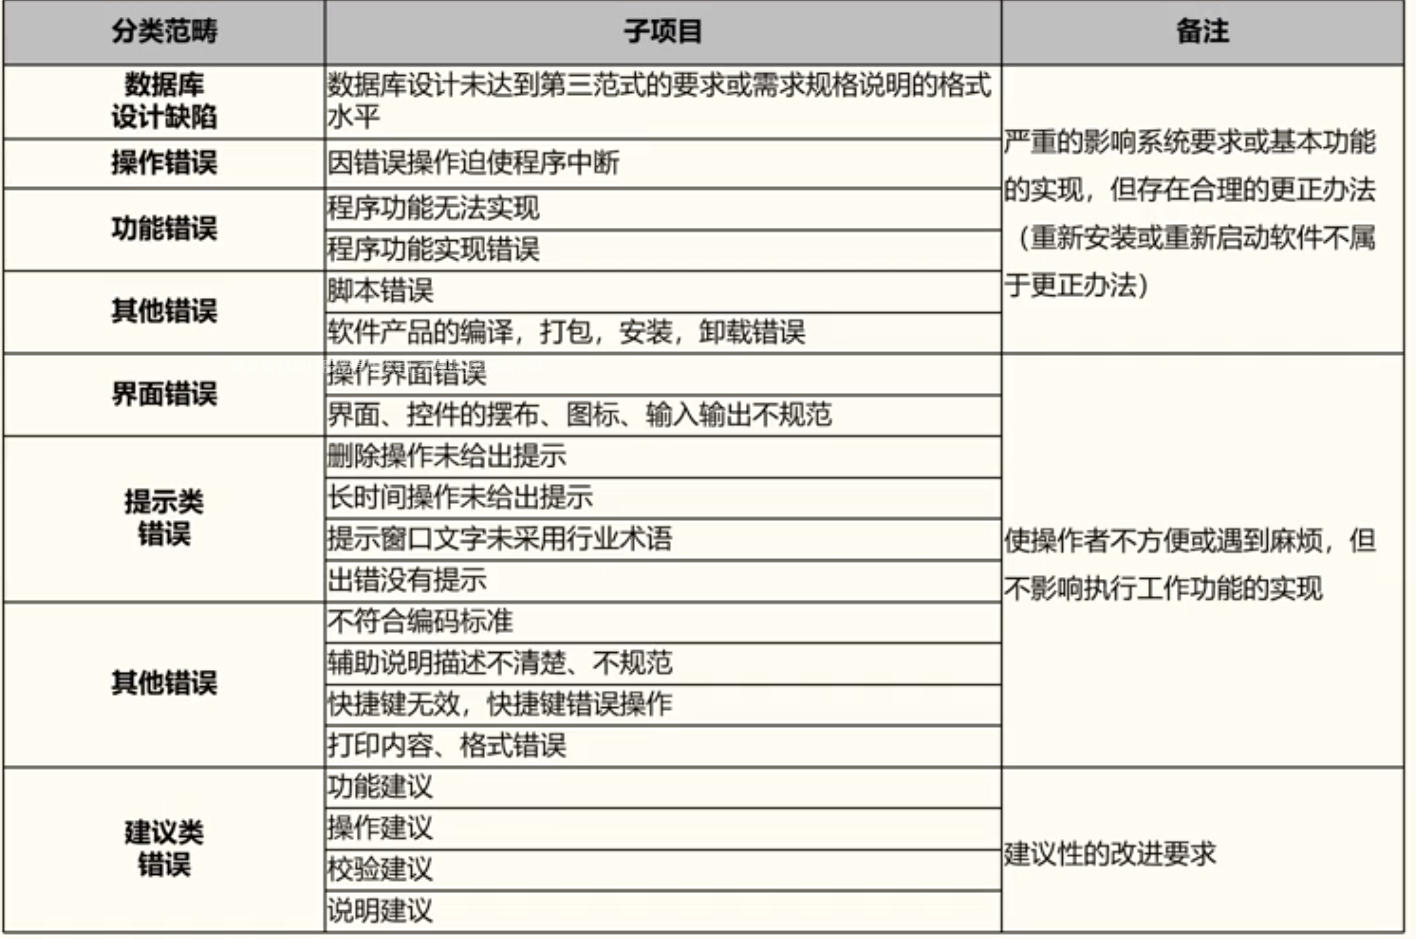 分类范畴
子项目
备注
数据库
设计缺陷
数据库设计未达到第三范式的要求或需求规格说明的格式
水平
操作错误
因错误操作迫使程序中断
功能错误
程序功能无法实现
程序功能实现错误
其他错误
脚本错误
软件产品的编译，打包，安装，卸载错误
严重的影响系统要求或基本功能
的实现，但存在合理的更正办法
（重新安装或重新启动软件不属
于更正办法）
界面错误
操作界面错误
界面、控件的摆布、图标、输入输出不规范
提示类
错误
删除操作未给出提示
长时间操作未给出提示
提示窗口文字未采用行业术语
出错没有提示
其他错误
不符合编码标准
辅助说明描述不清楚、不规范
快捷键无效，快捷键错误操作
打印内容、格式错误
使操作者不方便或遇到麻烦，但
不影响执行工作功能的实现
建议类
错误
功能建议
操作建议
校验建议
说明建议
建议性的改进要求